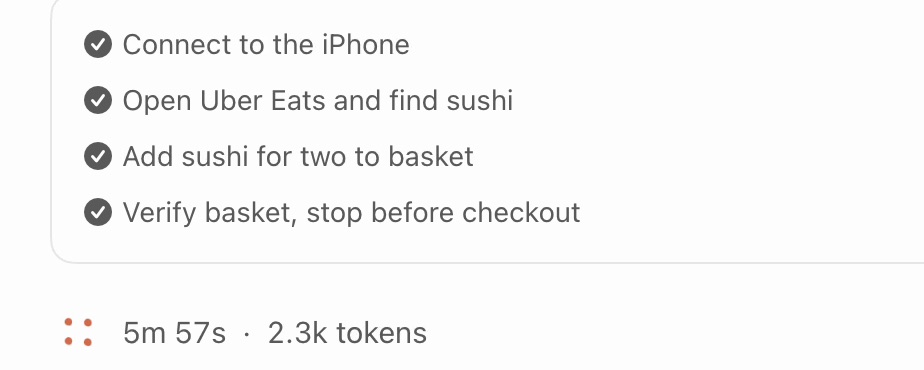 Connect to the iPhone
Open Uber Eats and find sushi
Add sushi for two to basket
Verify basket, stop before checkout
5m 57s · 2.3k tokens